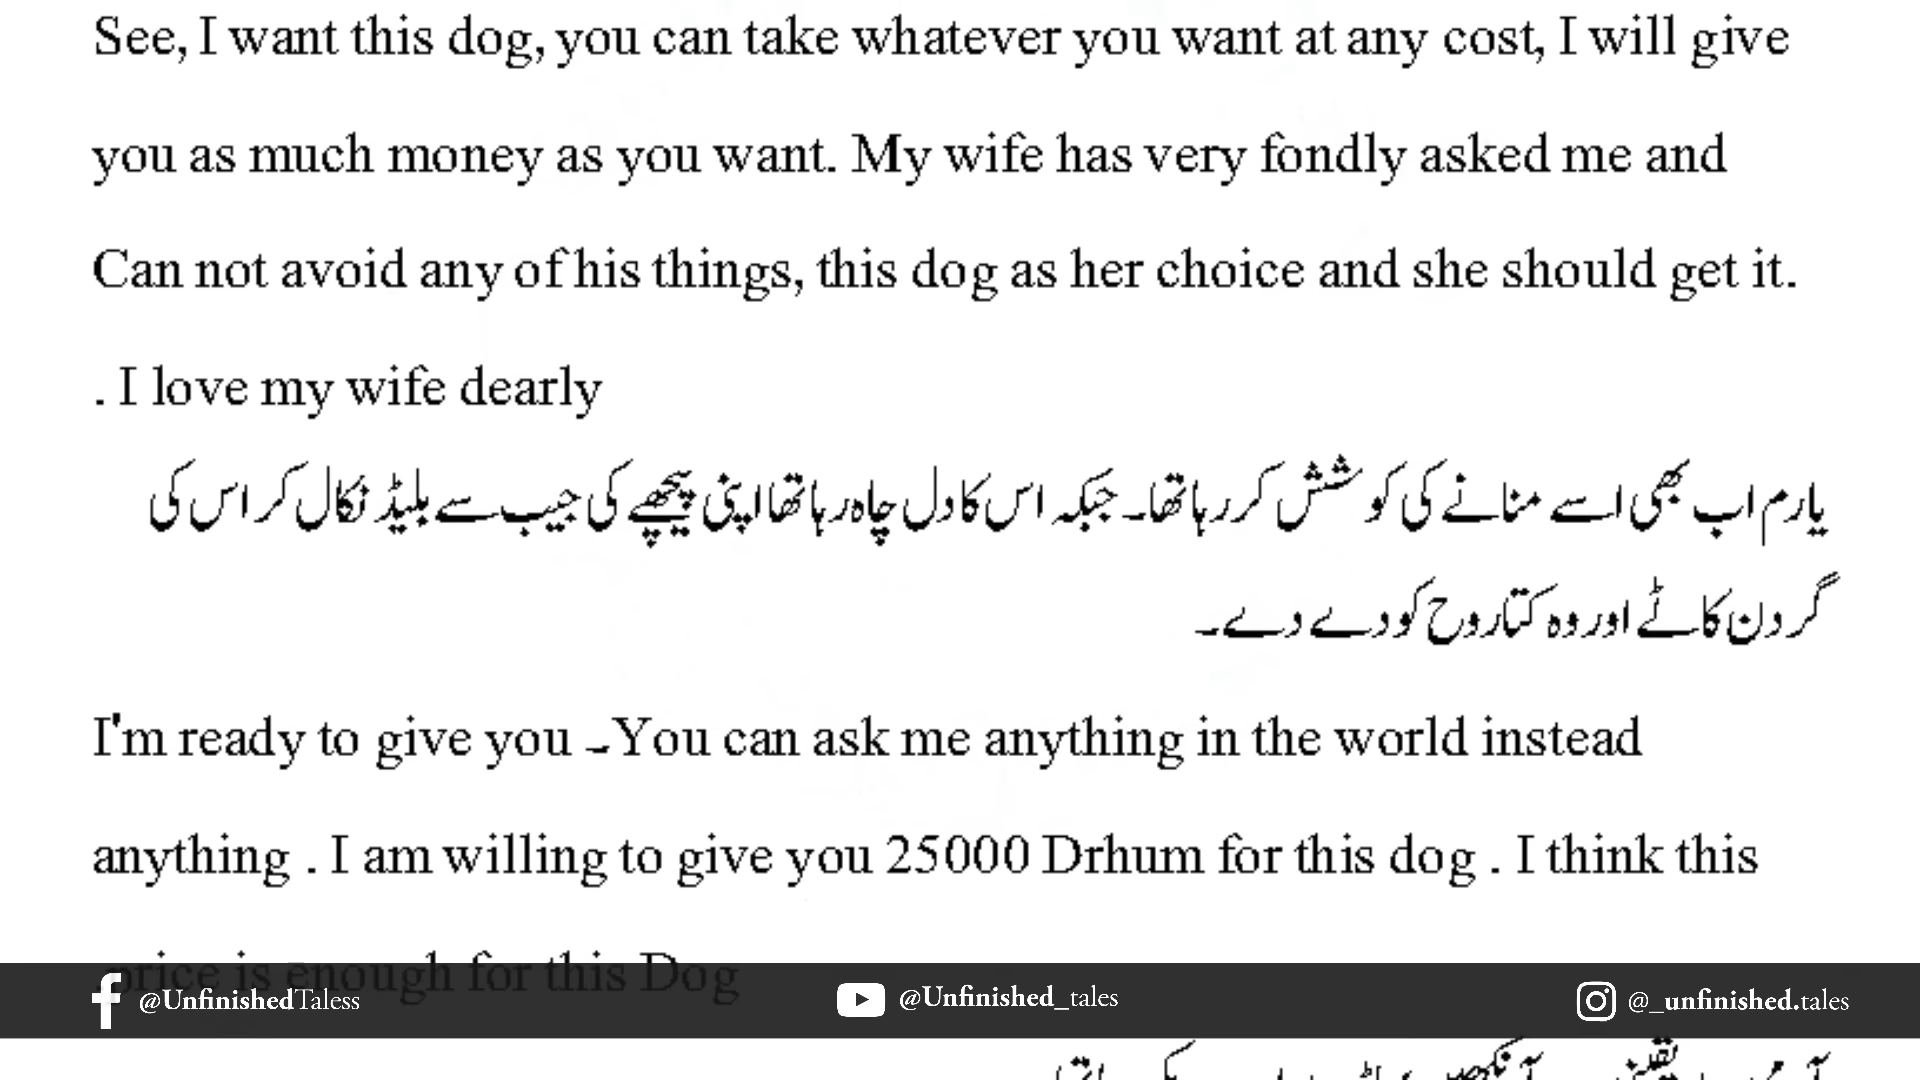 See, I want this dog, you can take whatever you want at any cost, I will give
you as much money as you want. My wife has very fondly asked me and
Can not avoid any of his things, this dog as her choice and she should get it.
. I love my wife dearly
یارم اب بھی اسے منانے کی کوشش کر رہا تھا۔ جبکہ اس کا دل چاہ رہا تھا اپنی پیچھے کی جیب سے بلیڈ نکال کر اس کی
گردن کاٹے اور وہ کتا روح کو دے دے۔
I'm ready to give you ۔You can ask me anything in the world instead
anything . I am willing to give you 25000 Drhum for this dog . I think this
.price is enough for this Dog
@UnfinishedTaless
@Unfinished_tales
@_unfinished.tales